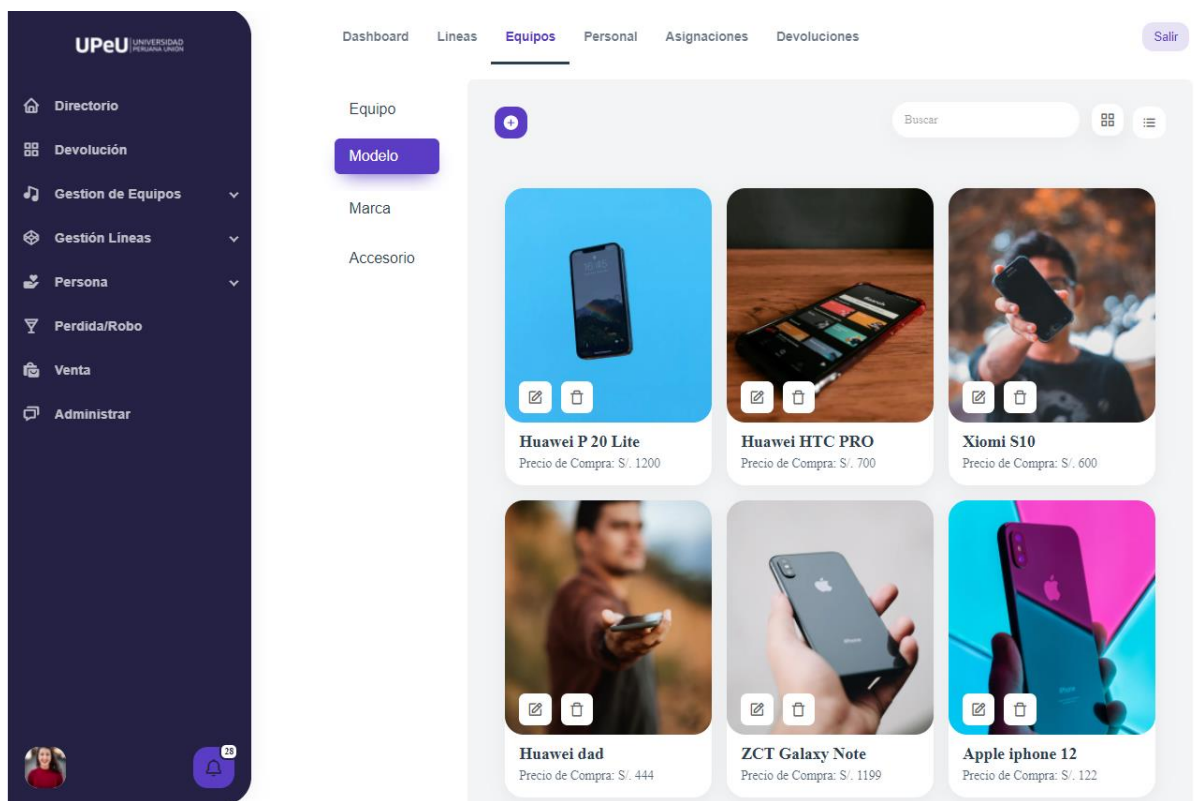 UPeU UNIVERSIDAD
PERUANA UNIÓN
Directorio
Devolución
Gestion de Equipos
Gestión Líneas
Persona
Perdida/Robo
Venta
Administrar
28
Dashboard Lineas Equipos Personal Asignaciones Devoluciones Salir
Equipo
Modelo
Marca
Accesorio
Buscar
16:45
Huawei P 20 Lite
Precio de Compra: S/. 1200
Huawei HTC PRO
Precio de Compra: S/. 700
Xiomi S10
Precio de Compra: S/. 600
Huawei dad
Precio de Compra: S/. 444
ZCT Galaxy Note
Precio de Compra: S/. 1199
Apple iphone 12
Precio de Compra: S/. 122